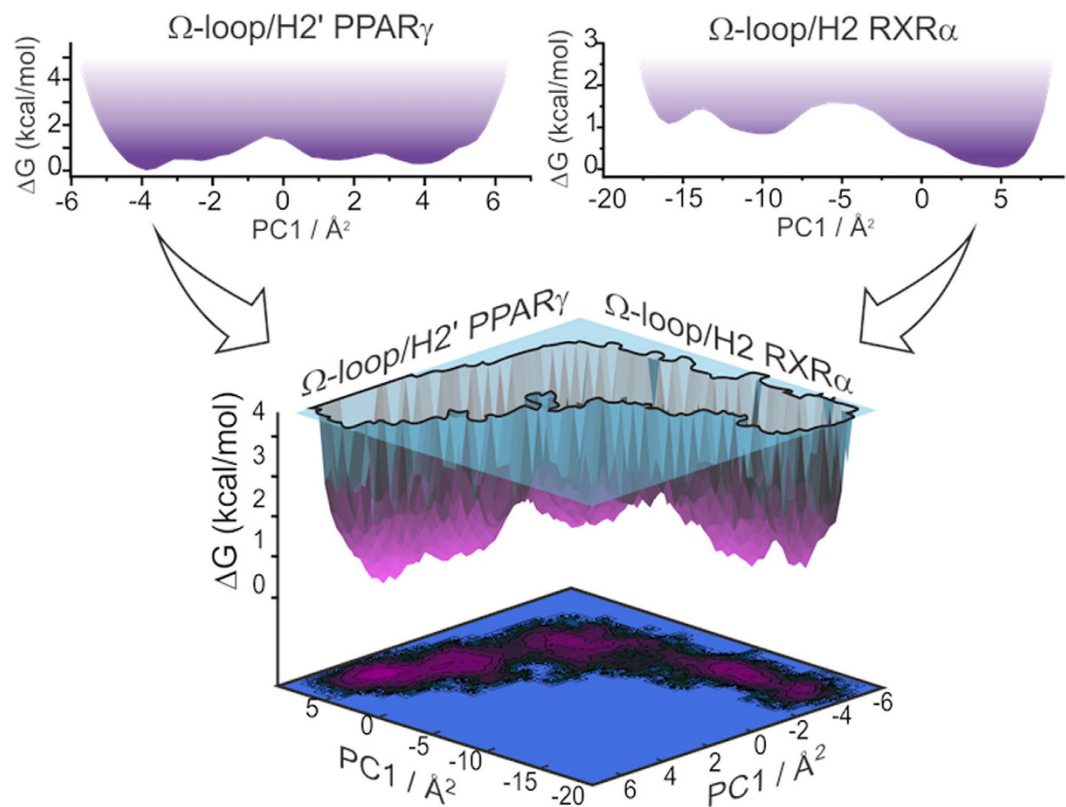 Ω-loop/H2' PPARγ
ΔG (kcal/mol)
4
2
0
-6 -4 -2 0 2 4 6
PC1 / Å²
Ω-loop/H2 RXRα
ΔG (kcal/mol)
3
2
1
0
-20 -15 -10 -5 0 5
PC1 / Å²
Ω-loop/H2' PPARγ
Ω-loop/H2 RXRα
ΔG (kcal/mol)
4
3
2
1
0
5 0 -5 -10 -15 -20
PC1 / Å²
6 4 2 0 -2 -4 -6
PC1 / Å²